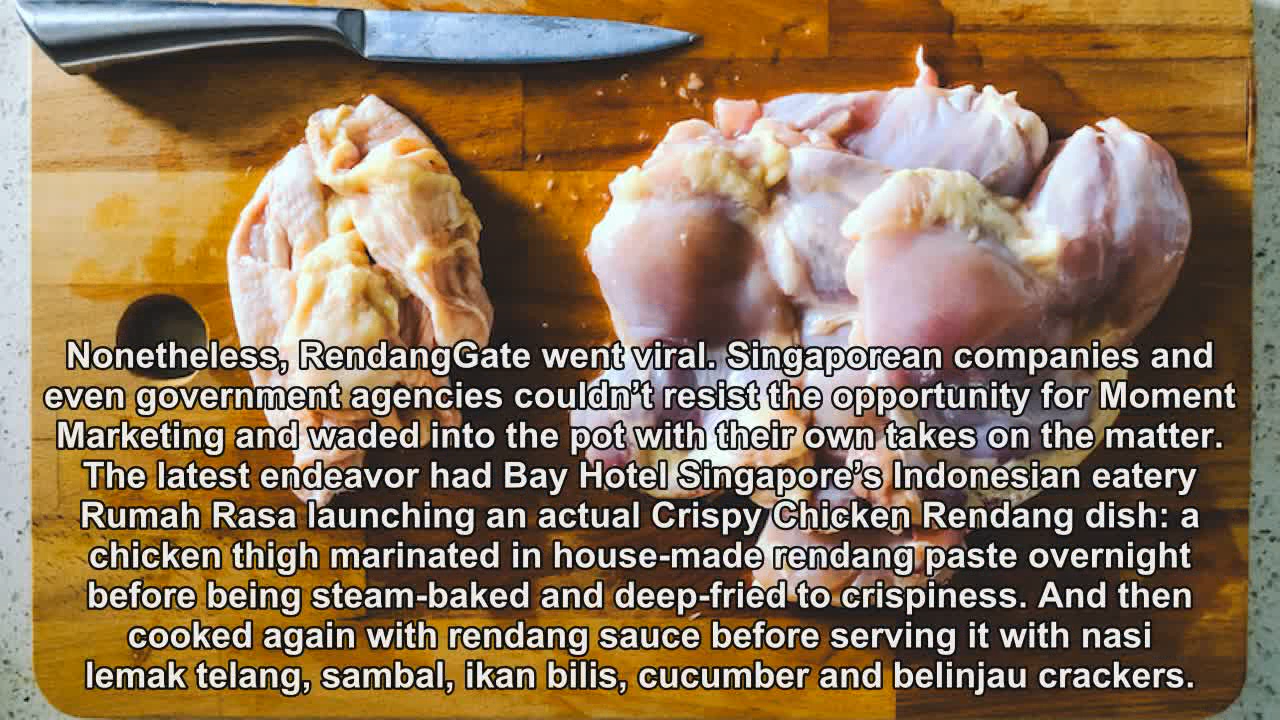 Nonetheless, RendangGate went viral. Singaporean companies and
even government agencies couldn’t resist the opportunity for Moment
Marketing and waded into the pot with their own takes on the matter.
The latest endeavor had Bay Hotel Singapore’s Indonesian eatery
Rumah Rasa launching an actual Crispy Chicken Rendang dish: a
chicken thigh marinated in house-made rendang paste overnight
before being steam-baked and deep-fried to crispiness. And then
cooked again with rendang sauce before serving it with nasi
lemak telang, sambal, ikan bilis, cucumber and belinjau crackers.